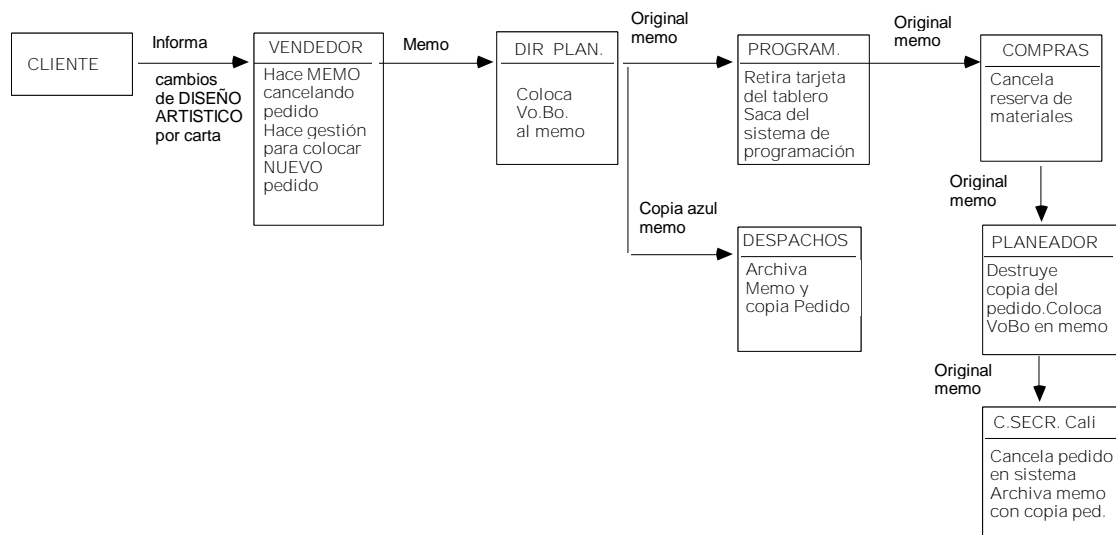 CLIENTE
Informa
cambios
de DISEÑO
ARTISTICO
por carta
VENDEDOR
Hace MEMO
cancelando
pedido
Hace gestión
para colocar
NUEVO
pedido
Memo
DIR PLAN.
Coloca
Vo.Bo.
al memo
Original
memo
PROGRAM.
Retira tarjeta
del tablero
Saca del
sistema de
programación
Original
memo
COMPRAS
Cancela
reserva de
materiales
Copia azul
memo
DESPACHOS
Archiva
Memo y
copia Pedido
Original
memo
PLANEADOR
Destruye
copia del
pedido.Coloca
VoBo en memo
Original
memo
C.SECR. Cali
Cancela pedido
en sistema
Archiva memo
con copia ped.